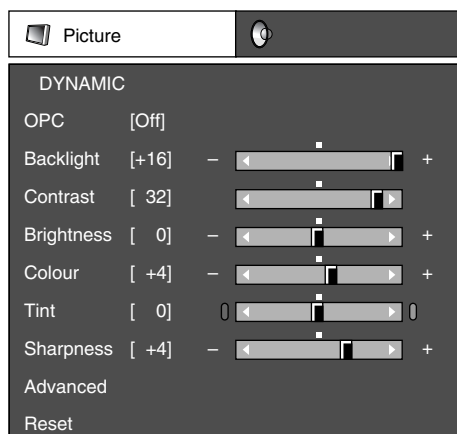 Picture
DYNAMIC
OPC [Off]
Backlight [+16] – +
Contrast [ 32]
Brightness [ 0] – +
Colour [ +4] – +
Tint [ 0]
Sharpness [ +4] – +
Advanced
Reset